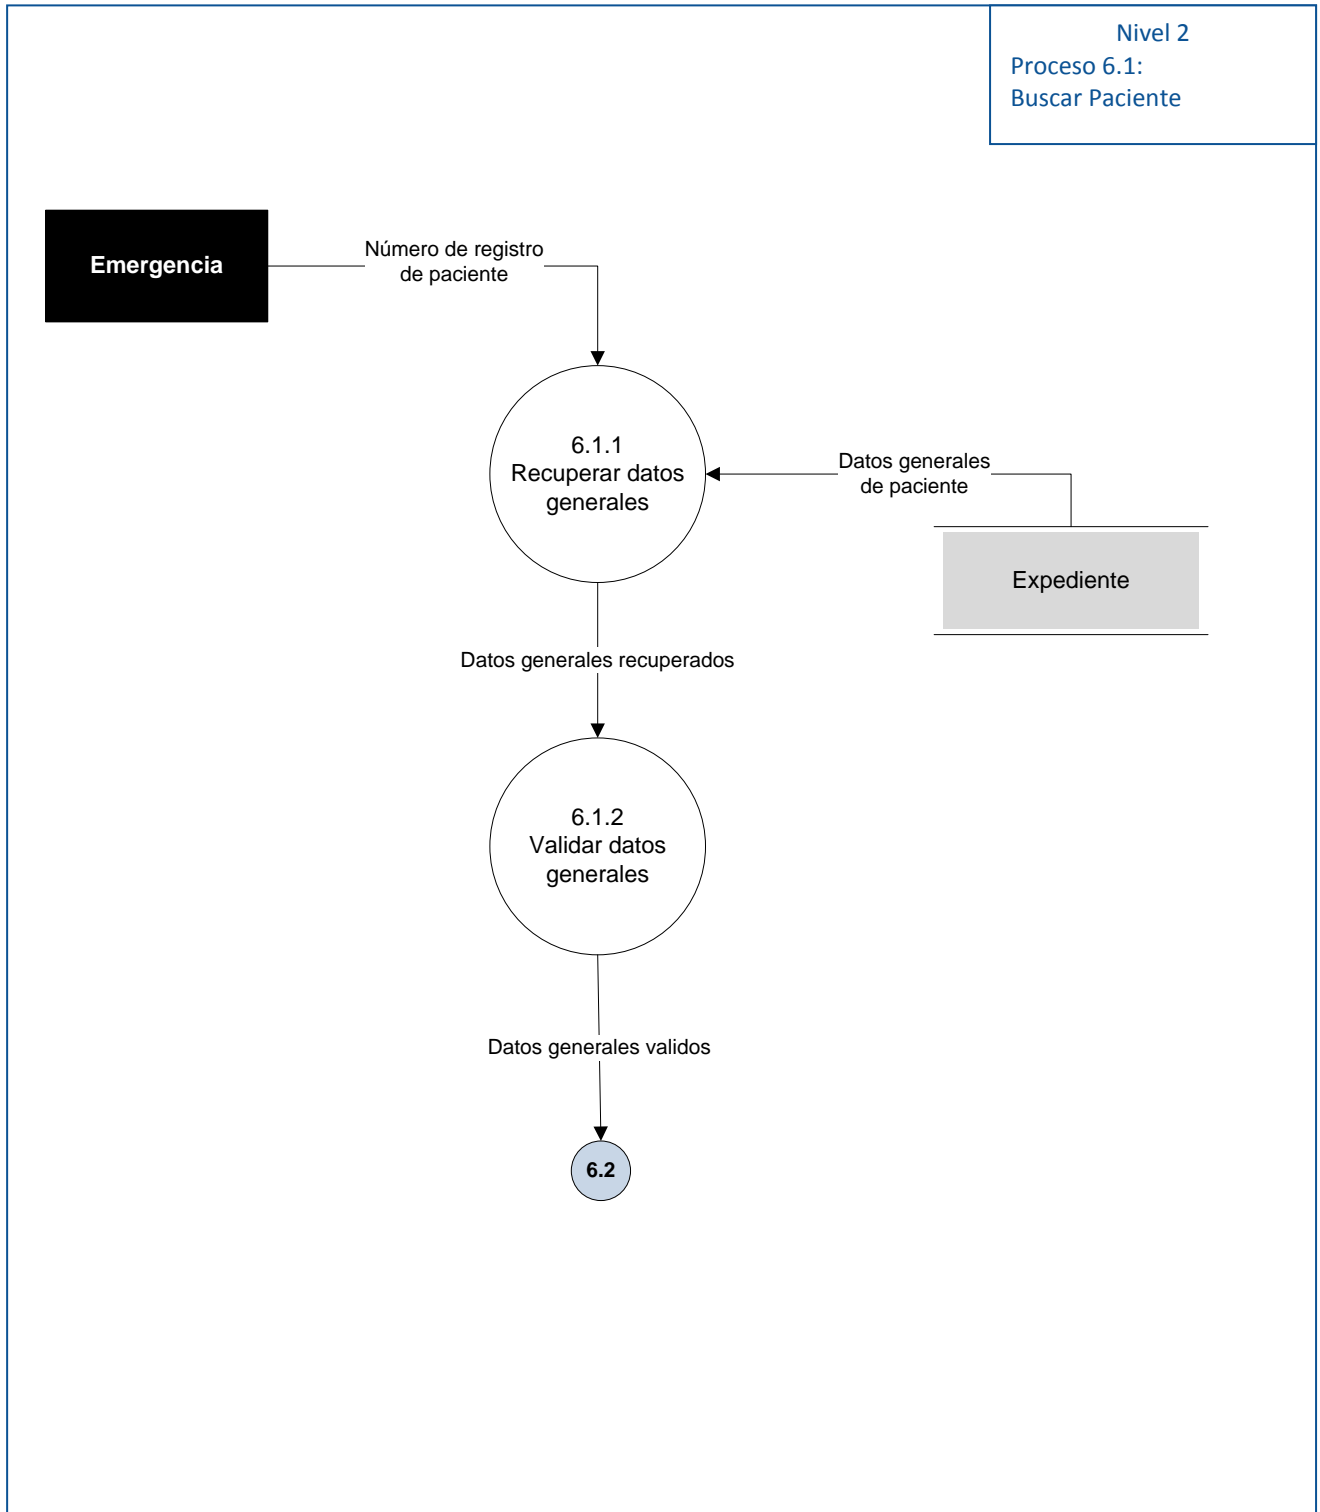 Nivel 2
Proceso 6.1:
Buscar Paciente
Emergencia
Número de registro
de paciente
6.1.1
Recuperar datos
generales
Datos generales
de paciente
Expediente
Datos generales recuperados
6.1.2
Validar datos
generales
Datos generales validos
6.2